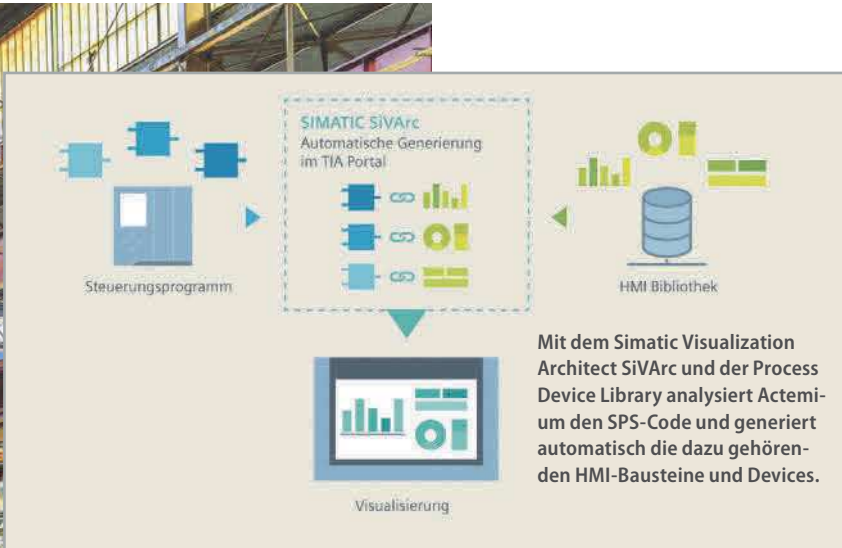 SIMATIC SiVArc
Automatische Generierung
im TIA Portal
Steuerungsprogramm
HMI Bibliothek
Visualisierung
Mit dem Simatic Visualization
Architect SiVArc und der Process
Device Library analysiert Actemi-
um den SPS-Code und generiert
automatisch die dazu gehören-
den HMI-Bausteine und Devices.